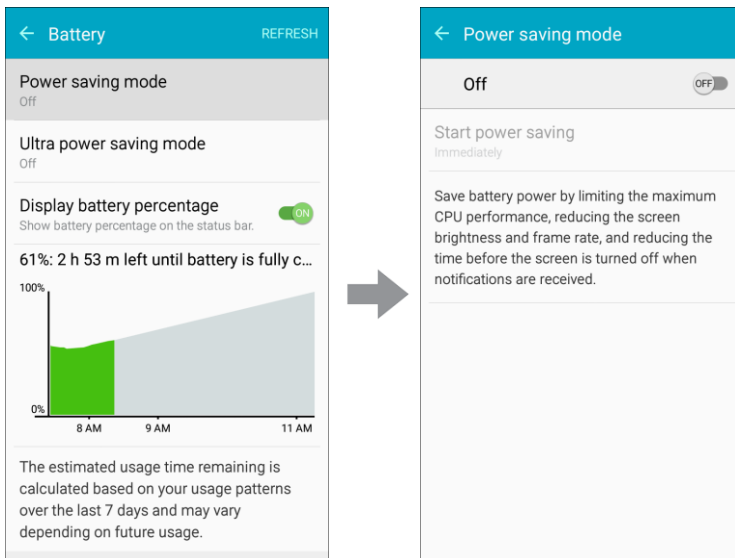 Battery
REFRESH
Power saving mode
Off
Ultra power saving mode
Off
Display battery percentage
Show battery percentage on the status bar.
ON
61%: 2 h 53 m left until battery is fully c...
100%
0%
8 AM
9 AM
11 AM
The estimated usage time remaining is
calculated based on your usage patterns
over the last 7 days and may vary
depending on future usage.
Power saving mode
Off
OFF
Start power saving
Immediately
Save battery power by limiting the maximum
CPU performance, reducing the screen
brightness and frame rate, and reducing the
time before the screen is turned off when
notifications are received.